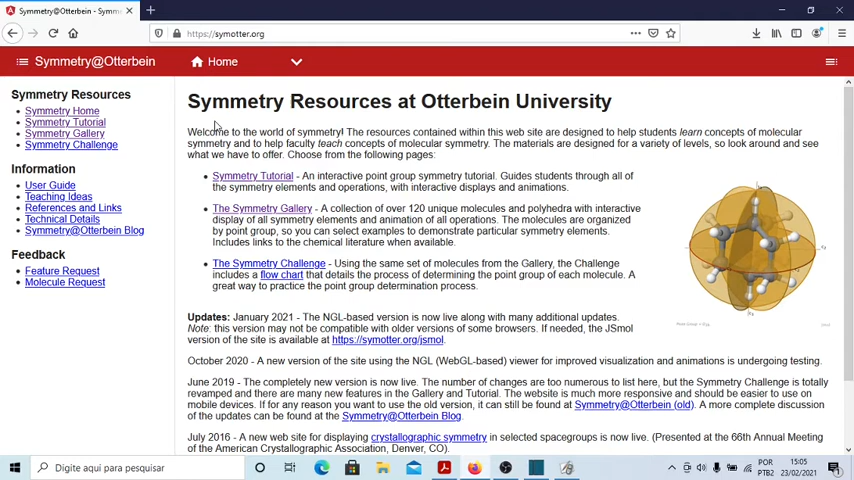 Symmetry@Otterbein - Symm
https://symotter.org
Symmetry@Otterbein
Home
Symmetry Resources
Symmetry Home
Symmetry Tutorial
Symmetry Gallery
Symmetry Challenge
Information
User Guide
Teaching Ideas
References and Links
Technical Details
Symmetry@Otterbein Blog
Feedback
Feature Request
Molecule Request
Symmetry Resources at Otterbein University
Welcome to the world of symmetry! The resources contained within this web site are designed to help students learn concepts of molecular
symmetry and to help faculty teach concepts of molecular symmetry. The materials are designed for a variety of levels, so look around and see
what we have to offer. Choose from the following pages:
Symmetry Tutorial - An interactive point group symmetry tutorial. Guides students through all of
the symmetry elements and operations, with interactive displays and animations.
The Symmetry Gallery - A collection of over 120 unique molecules and polyhedra with interactive
display of all symmetry elements and animation of all operations. The molecules are organized
by point group, so you can select examples to demonstrate particular symmetry elements.
Includes links to the chemical literature when available.
The Symmetry Challenge - Using the same set of molecules from the Gallery, the Challenge
includes a flow chart that details the process of determining the point group of each molecule. A
great way to practice the point group determination process.
Updates: January 2021 - The NGL-based version is now live along with many additional updates.
Note: this version may not be compatible with older versions of some browsers. If needed, the JSmol
version of the site is available at https://symotter.org/jsmol.
October 2020 - A new version of the site using the NGL (WebGL-based) viewer for improved visualization and animations is undergoing testing.
June 2019 - The completely new version is now live. The number of changes are too numerous to list here, but the Symmetry Challenge is totally
revamped and there are many new features in the Gallery and Tutorial. The website is much more responsive and should be easier to use on
mobile devices. If for any reason you want to use the old version, it can still be found at Symmetry@Otterbein (old). A more complete discussion
of the updates can be found at the Symmetry@Otterbein Blog.
July 2016 - A new web site for displaying crystallographic symmetry in selected spacegroups is now live. (Presented at the 66th Annual Meeting
of the American Crystallographic Association, Denver, CO).
Digite aqui para pesquisar
POR
PTB2
15:05
23/02/2021